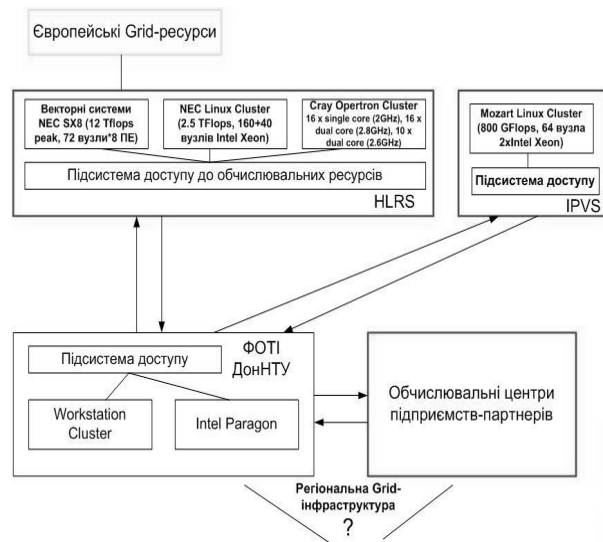 Європейські Grid-ресурси
Векторні системи
NEC SX8 (12 Tflops
peak, 72 вузли*8 ПЕ)
NEC Linux Cluster
(2.5 TFlops, 160+40
вузлів Intel Xeon)
Cray Opertron Cluster
16 x single core (2GHz), 16 x
dual core (2.8GHz), 10 x
dual core (2.6GHz)
Підсистема доступу до обчислювальних ресурсів
HLRS
Mozart Linux Cluster
(800 GFlops, 64 вузла
2xIntel Xeon)
Підсистема доступу
IPVS
ФОТІ
ДонНТУ
Підсистема доступу
Workstation
Cluster
Intel Paragon
Обчислювальні центри
підприємств-партнерів
Регіональна Grid-
інфраструктура
?